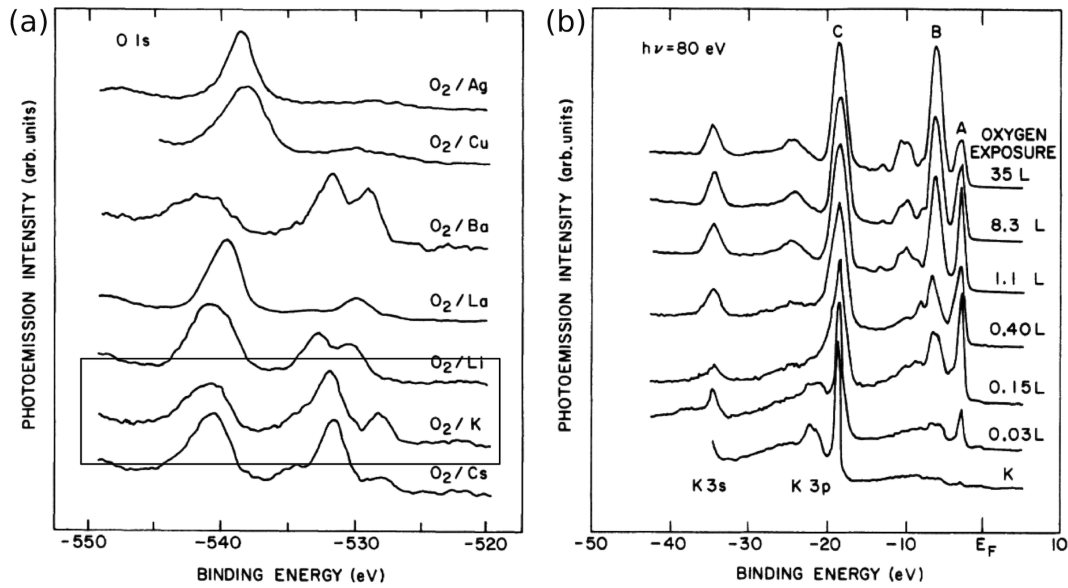 (a)
O 1s
O₂/Ag
O₂/Cu
O₂/Ba
O₂/La
O₂/Li
O₂/K
O₂/Cs
PHOTOEMISSION INTENSITY (arb. units)
-550
-540
-530
-520
BINDING ENERGY (eV)
(b)
hν=80 eV
C
B
A
OXYGEN
EXPOSURE
35 L
8.3 L
1.1 L
0.40 L
0.15 L
0.03 L
K
K 3s
K 3p
PHOTOEMISSION INTENSITY (arb. units)
-50
-40
-30
-20
-10
E_F
10
BINDING ENERGY (eV)